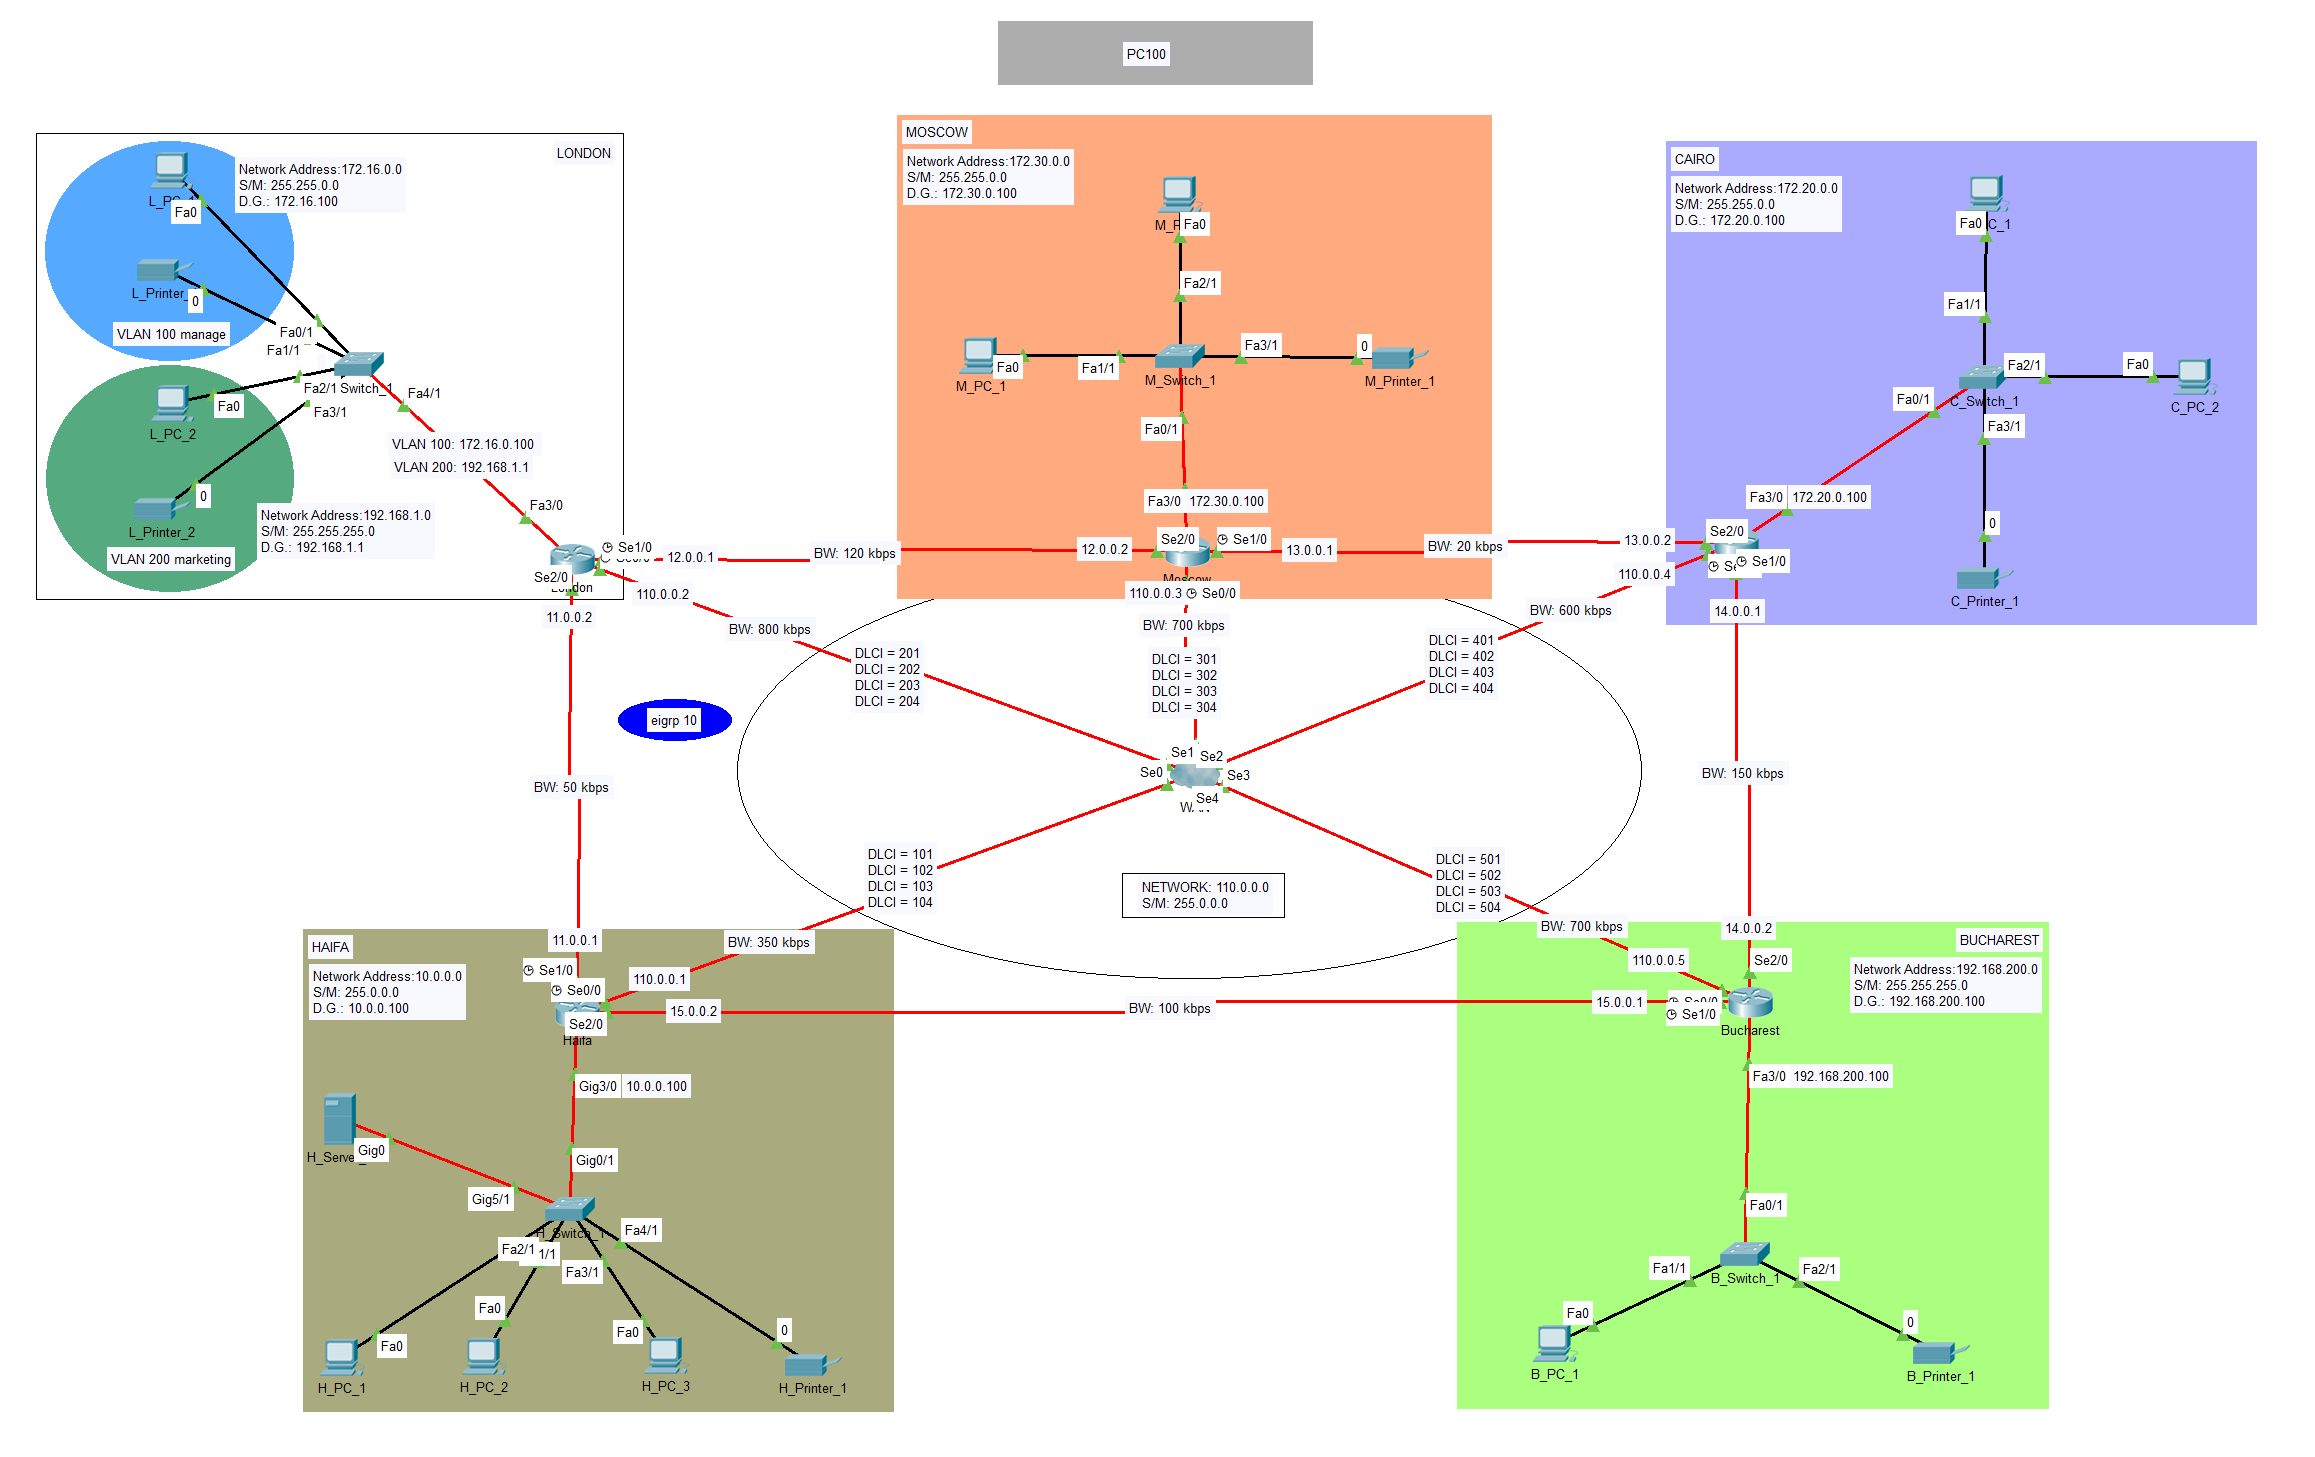 PC100
LONDON
Network Address:172.16.0.0
S/M: 255.255.0.0
D.G.: 172.16.100
Fa0
L_Printer_
0
VLAN 100 manage
Fa0/1
Fa1/1
Fa2/1
Switch_1
Fa3/1
Fa4/1
Fa0
L_PC_2
0
L_Printer_2
VLAN 200 marketing
Network Address:192.168.1.0
S/M: 255.255.255.0
D.G.: 192.168.1.1
VLAN 100: 172.16.0.100
VLAN 200: 192.168.1.1
Fa3/0
Se1/0
Se2/0
London
12.0.0.1
110.0.0.2
11.0.0.2
MOSCOW
Network Address:172.30.0.0
S/M: 255.255.0.0
D.G.: 172.30.0.100
Fa0
Fa2/1
Fa0
M_PC_1
Fa1/1
M_Switch_1
Fa3/1
0
M_Printer_1
Fa0/1
Fa3/0 172.30.0.100
Se2/0
Se1/0
Moscow
12.0.0.2
13.0.0.1
110.0.0.3
Se0/0
CAIRO
Network Address:172.20.0.0
S/M: 255.255.0.0
D.G.: 172.20.0.100
Fa0
C_1
Fa1/1
Fa2/1
Fa0
C_PC_2
C_Switch_1
Fa0/1
Fa3/1
0
C_Printer_1
Fa3/0
172.20.0.100
Se2/0
Se1/0
13.0.0.2
110.0.0.4
14.0.0.1
BW: 120 kbps
BW: 20 kbps
BW: 800 kbps
BW: 700 kbps
BW: 600 kbps
DLCI = 201
DLCI = 202
DLCI = 203
DLCI = 204
DLCI = 301
DLCI = 302
DLCI = 303
DLCI = 304
DLCI = 401
DLCI = 402
DLCI = 403
DLCI = 404
eigrp 10
Se1
Se2
Se0
Se3
Se4
BW: 50 kbps
BW: 150 kbps
DLCI = 101
DLCI = 102
DLCI = 103
DLCI = 104
DLCI = 501
DLCI = 502
DLCI = 503
DLCI = 504
NETWORK: 110.0.0.0
S/M: 255.0.0.0
BW: 350 kbps
BW: 700 kbps
BW: 100 kbps
HAIFA
Network Address:10.0.0.0
S/M: 255.0.0.0
D.G.: 10.0.0.100
11.0.0.1
Se1/0
Se0/0
110.0.0.1
15.0.0.2
Se2/0
Haifa
Gig3/0
10.0.0.100
Gig0
Gig0/1
Gig5/1
H_Switch_1
Fa2/1
1/1
Fa3/1
Fa4/1
Fa0
Fa0
Fa0
0
H_PC_1
H_PC_2
H_PC_3
H_Printer_1
BUCHAREST
Network Address:192.168.200.0
S/M: 255.255.255.0
D.G.: 192.168.200.100
14.0.0.2
Se2/0
110.0.0.5
15.0.0.1
Se0/0
Se1/0
Bucharest
Fa3/0 192.168.200.100
Fa0/1
Fa1/1
B_Switch_1
Fa2/1
Fa0
0
B_PC_1
B_Printer_1